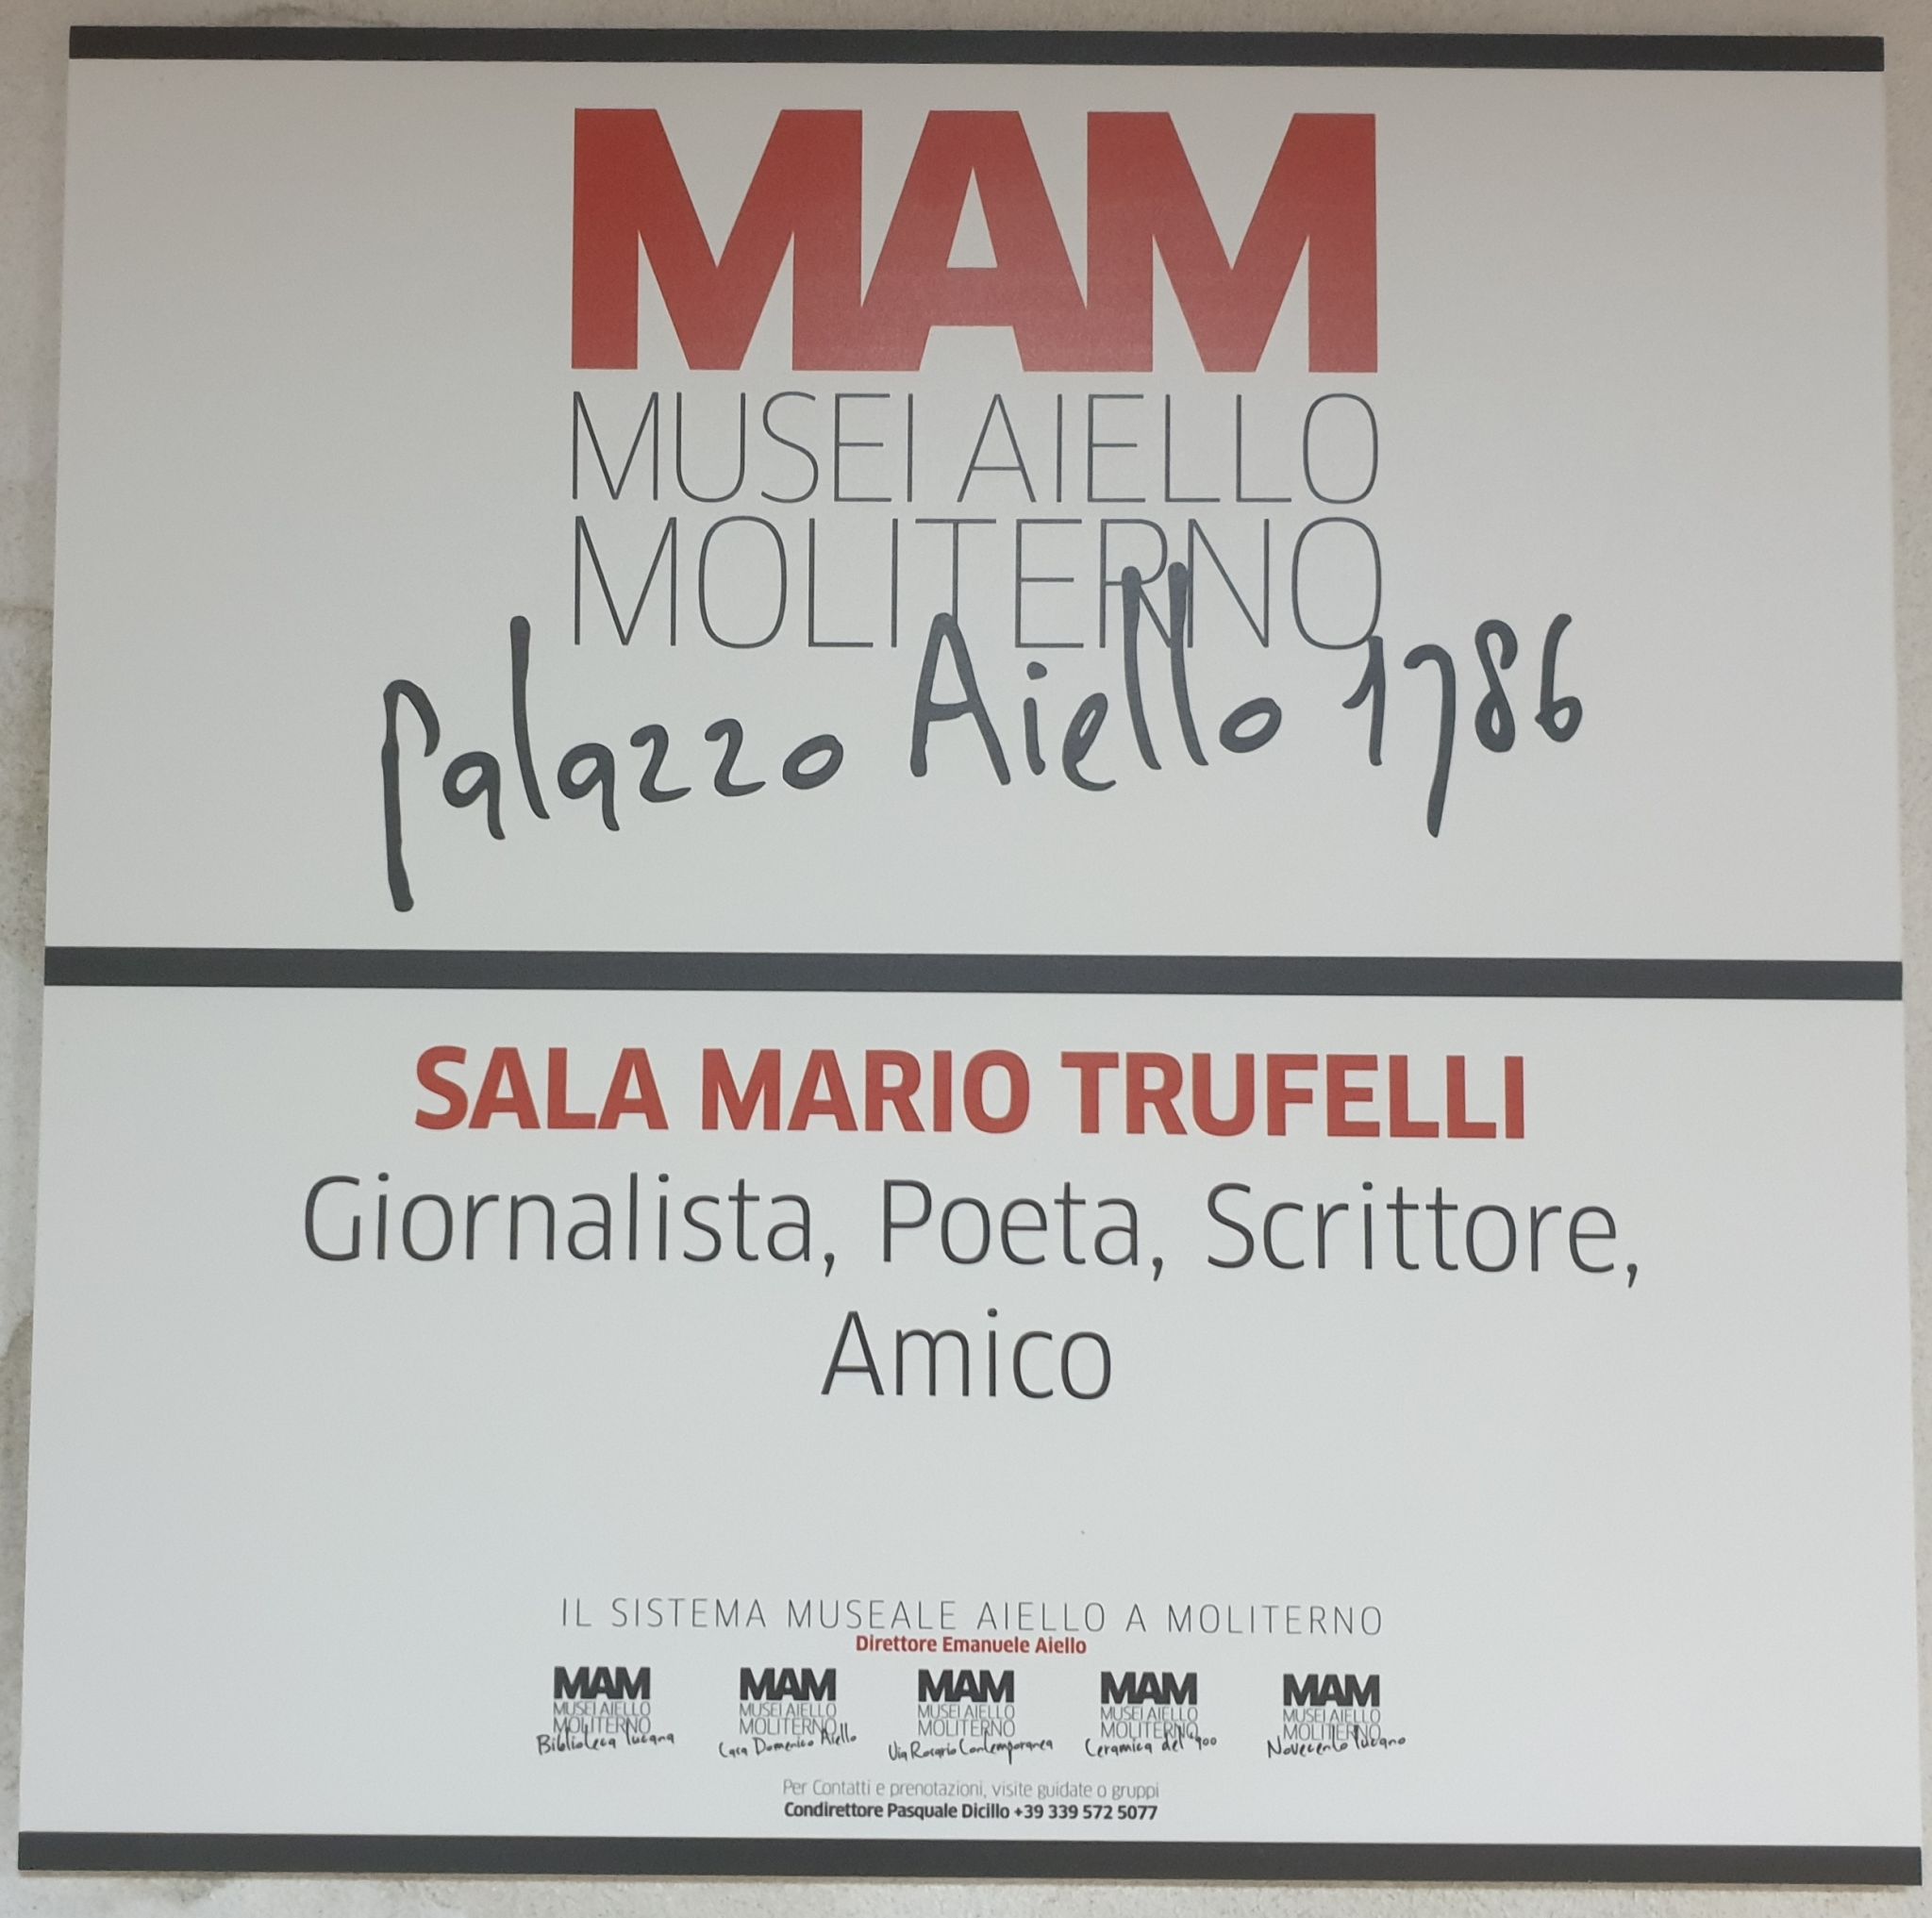 MAM
MUSEI AIELLO
MOLITERNO
Palazzo Aiello 1786
SALA MARIO TRUFELLI
Giornalista, Poeta, Scrittore,
Amico
IL SISTEMA MUSEALE AIELLO A MOLITERNO
Direttore Emanuele Aiello
MAM
MUSEI AIELLO
MOLITERNO
Biblioteca lucana
MAM
MUSEI AIELLO
MOLITERNO
Casa Domenico Aiello
MAM
MUSEI AIELLO
MOLITERNO
Via Rosario Contemporanea
MAM
MUSEI AIELLO
MOLITERNO
Ceramica del '900
MAM
MUSEI AIELLO
MOLITERNO
Novecento lucano
Per Contatti e prenotazioni, visite guidate o gruppi
Condirettore Pasquale Dicillo +39 339 572 5077